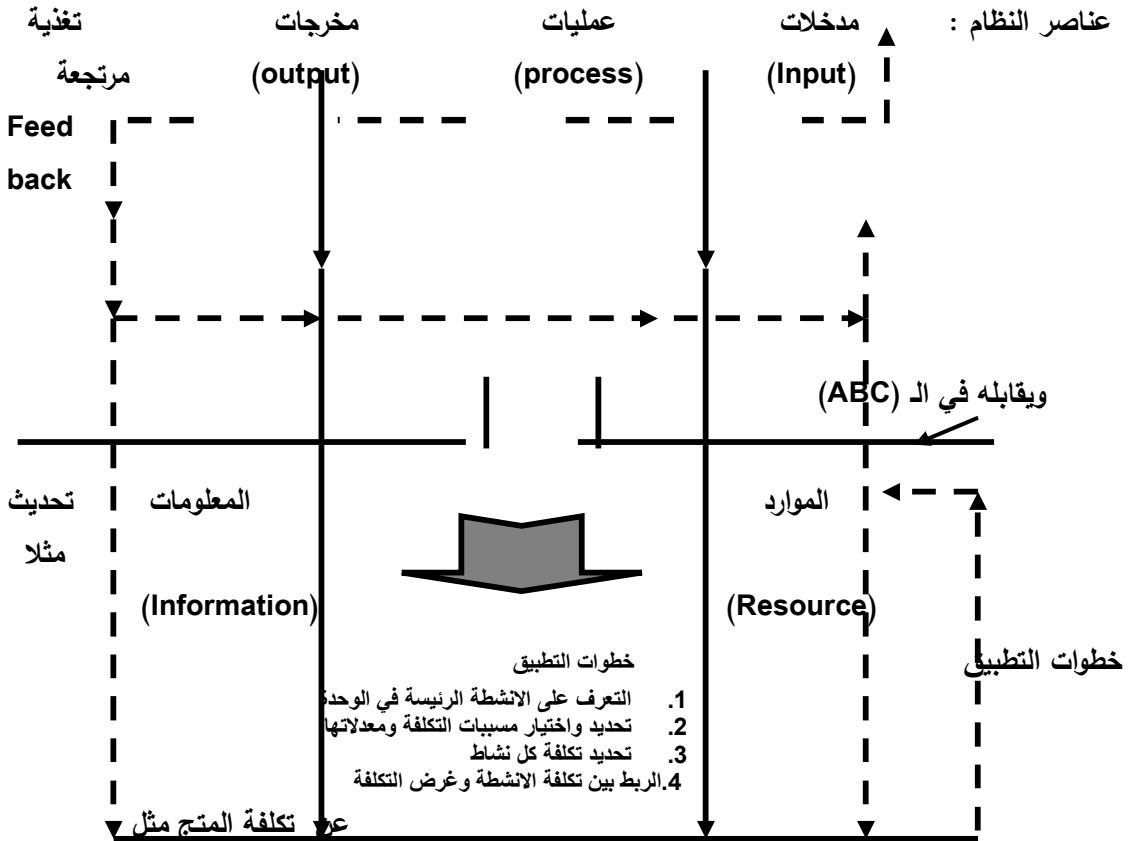 عناصر النظام : مدخلات عمليات مخرجات تغذية
(Input) (process) (output) مرتجعة
Feed
back
ويقابله في الـ (ABC)
الموارد المعلومات تحديث
مثلا
(Resource) (Information)
خطوات التطبيق
خطوات التطبيق
1. التعرف على الانشطة الرئيسة في الوحدة
2. تحديد واختيار مسببات التكلفة ومعدلاتها
3. تحديد تكلفة كل نشاط
4.الربط بين تكلفة الانشطة وغرض التكلفة
عن تكلفة المتج مثل